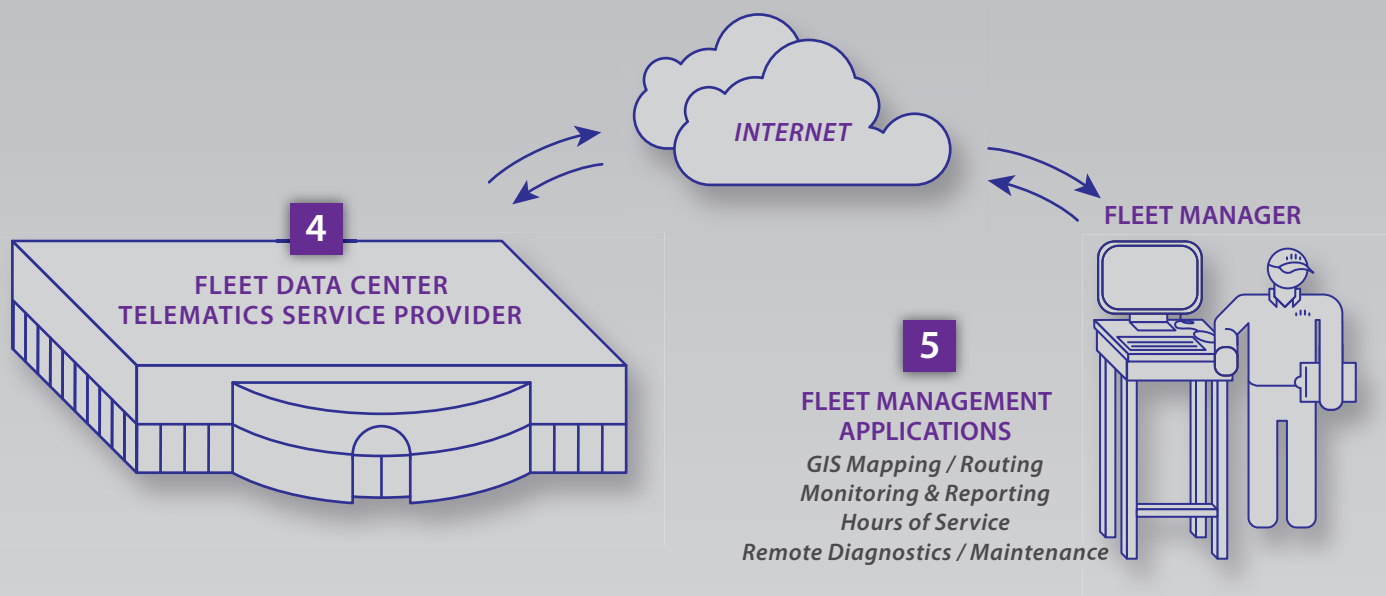 INTERNET
FLEET MANAGER
4
FLEET DATA CENTER
TELEMATICS SERVICE PROVIDER
5
FLEET MANAGEMENT
APPLICATIONS
GIS Mapping / Routing
Monitoring & Reporting
Hours of Service
Remote Diagnostics / Maintenance